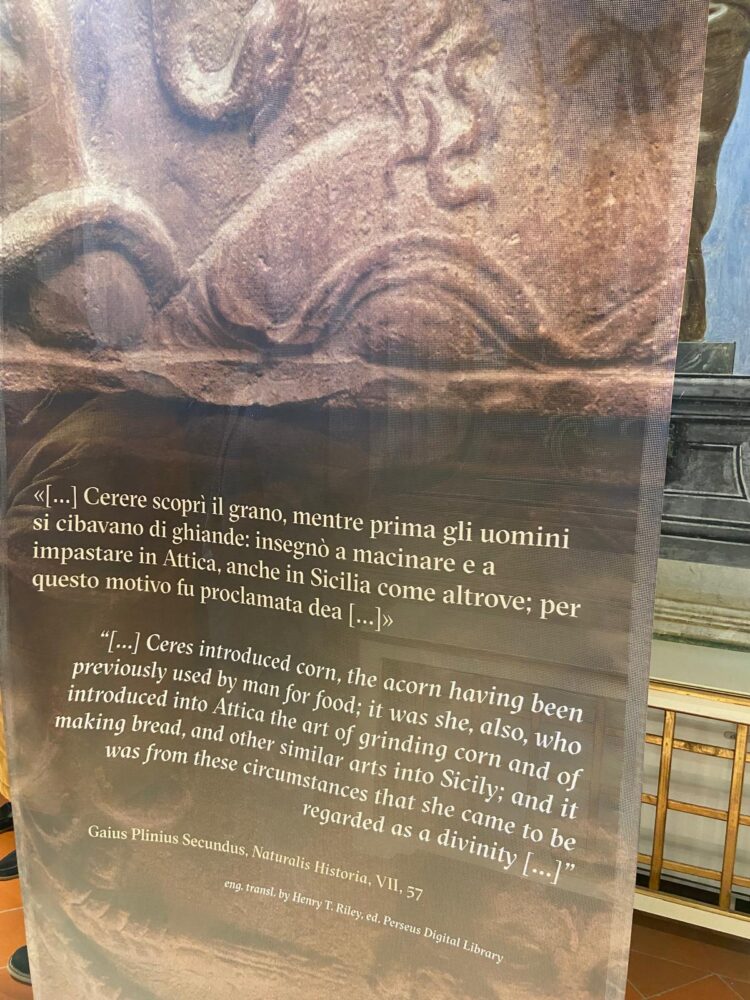 «[...] Cerere scoprì il grano, mentre prima gli uomini
si cibavano di ghiande: insegnò a macinare e a
impastare in Attica, anche in Sicilia come altrove; per
questo motivo fu proclamata dea [...]»
“[...] Ceres introduced corn, the acorn having been
previously used by man for food; it was she, also, who
introduced into Attica the art of grinding corn and of
making bread, and other similar arts into Sicily; and it
was from these circumstances that she came to be
regarded as a divinity [...]”
Gaius Plinius Secundus, Naturalis Historia, VII, 57
eng. transl. by Henry T. Riley, ed. Perseus Digital Library